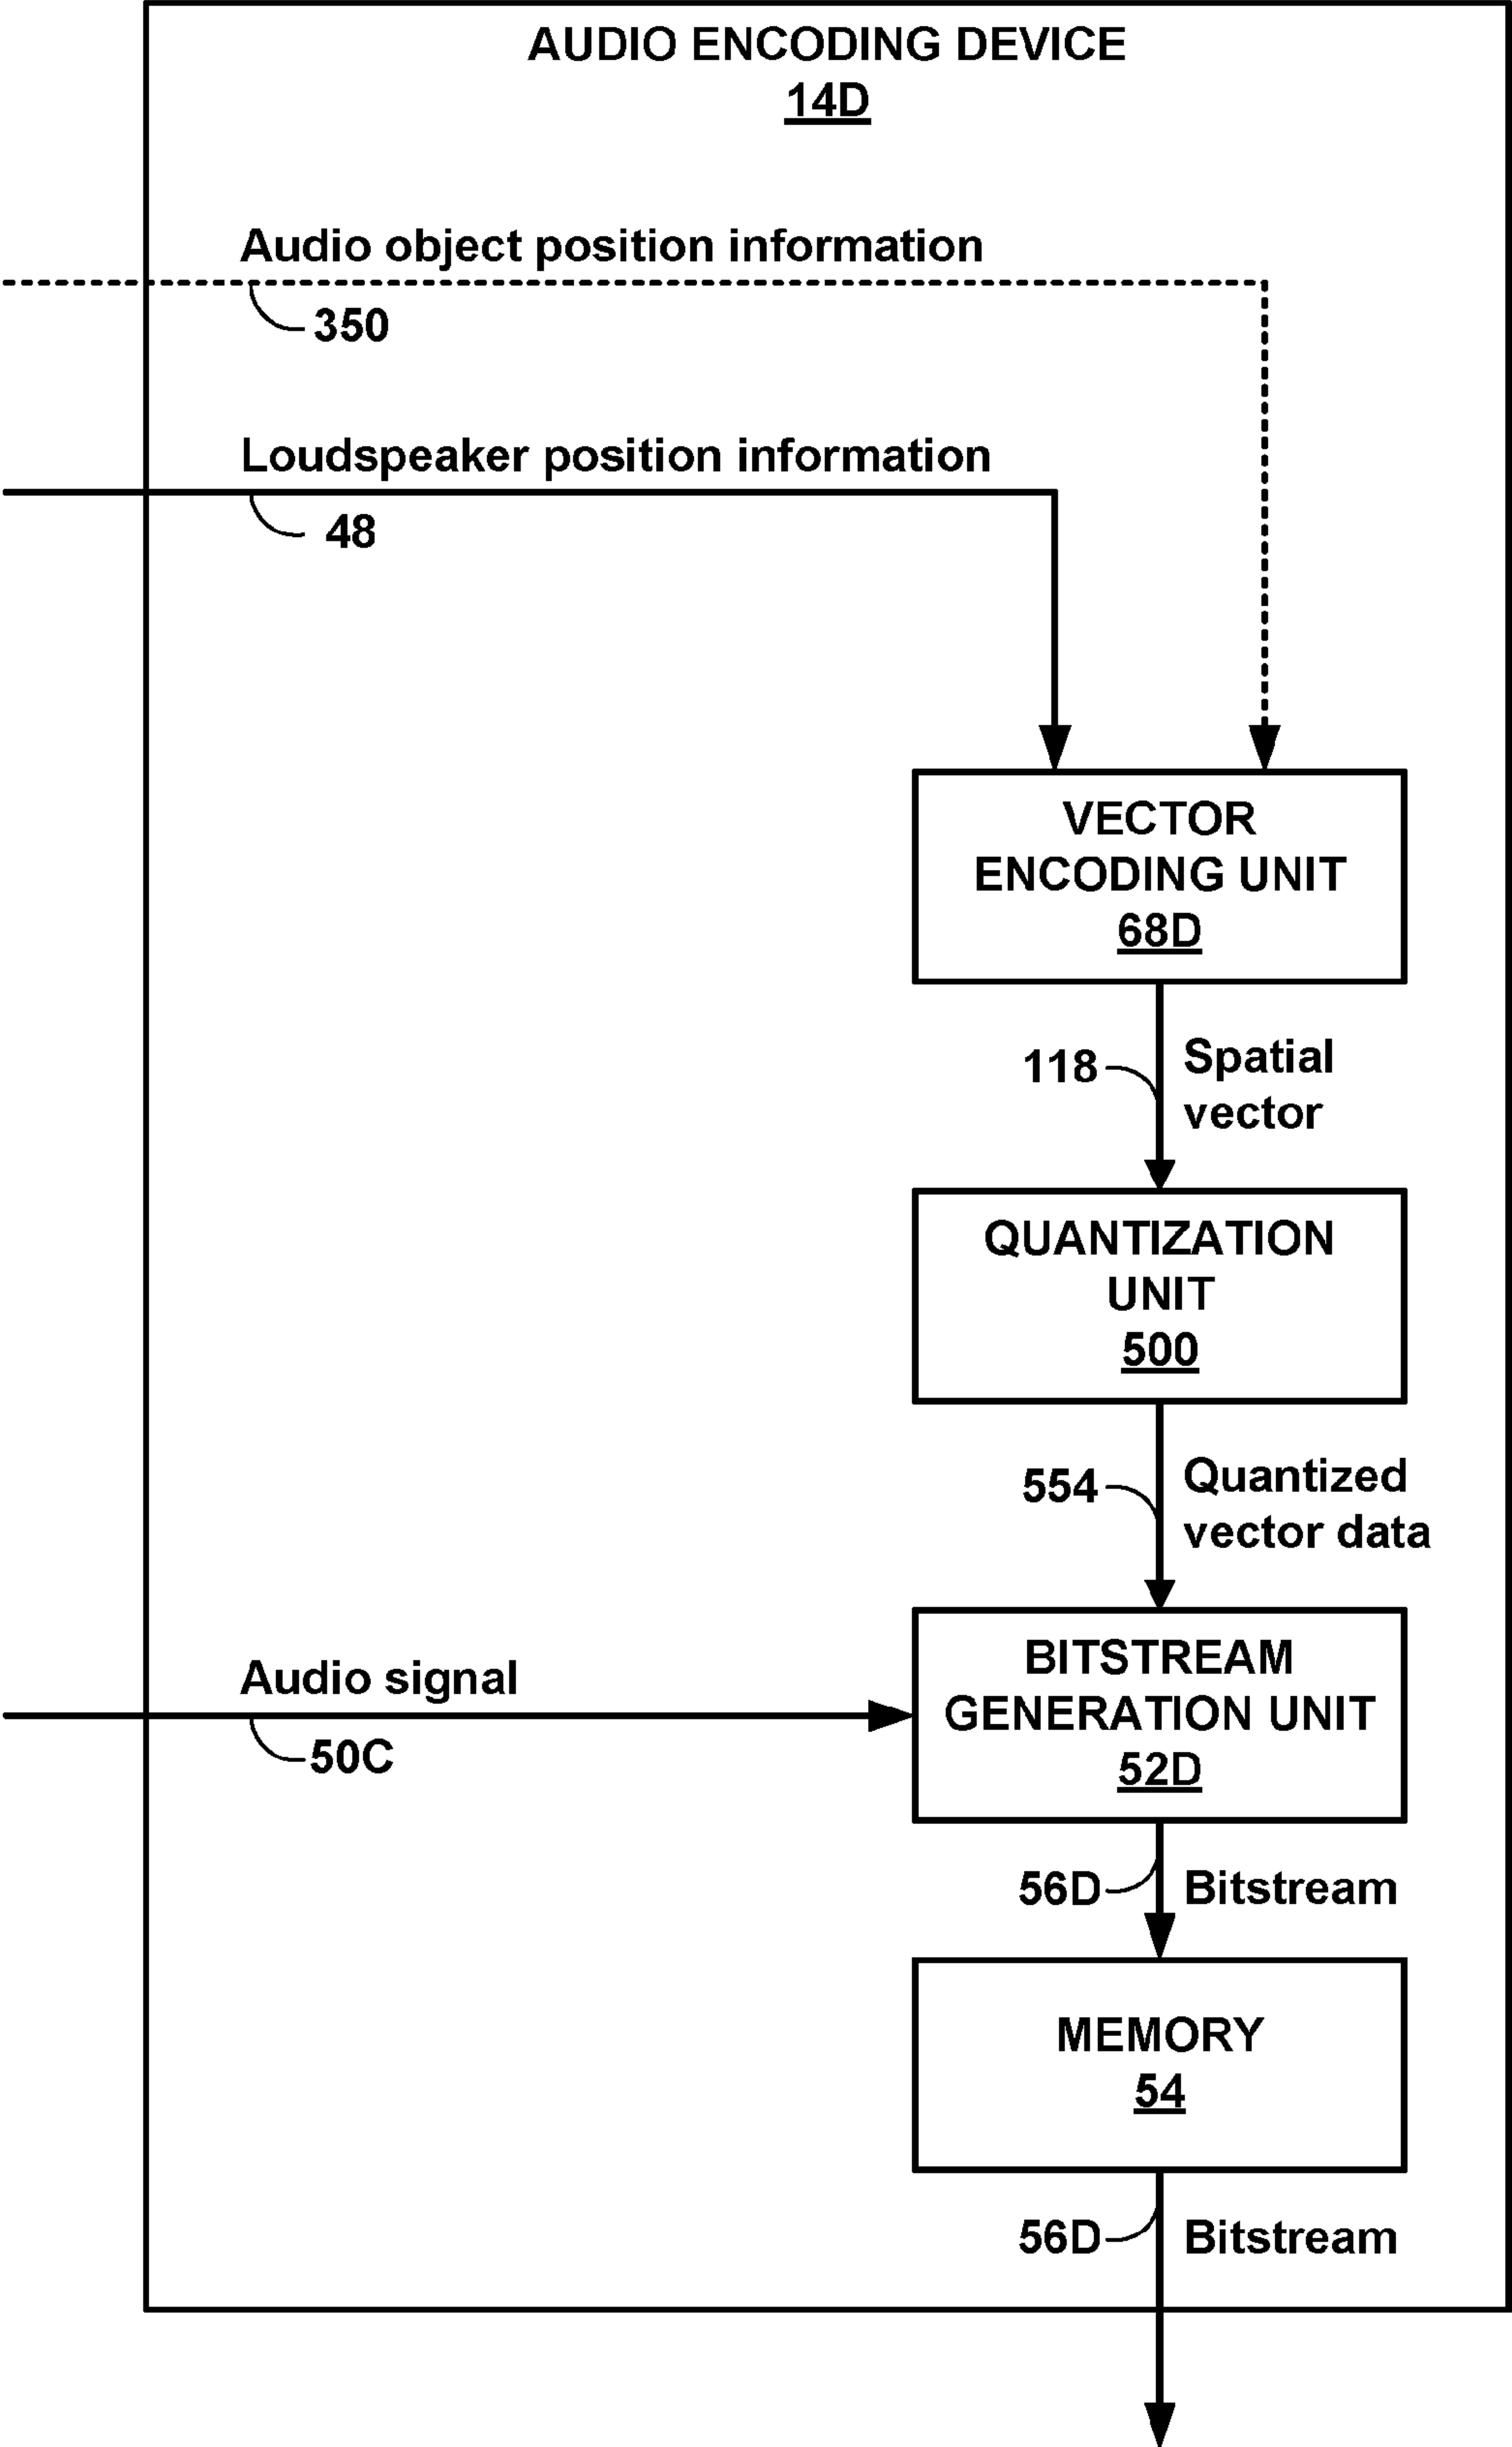 AUDIO ENCODING DEVICE
14D
Audio object position information
350
Loudspeaker position information
48
VECTOR
ENCODING UNIT
68D
118
Spatial
vector
QUANTIZATION
UNIT
500
554
Quantized
vector data
BITSTREAM
GENERATION UNIT
52D
Audio signal
50C
56D
Bitstream
MEMORY
54
56D
Bitstream